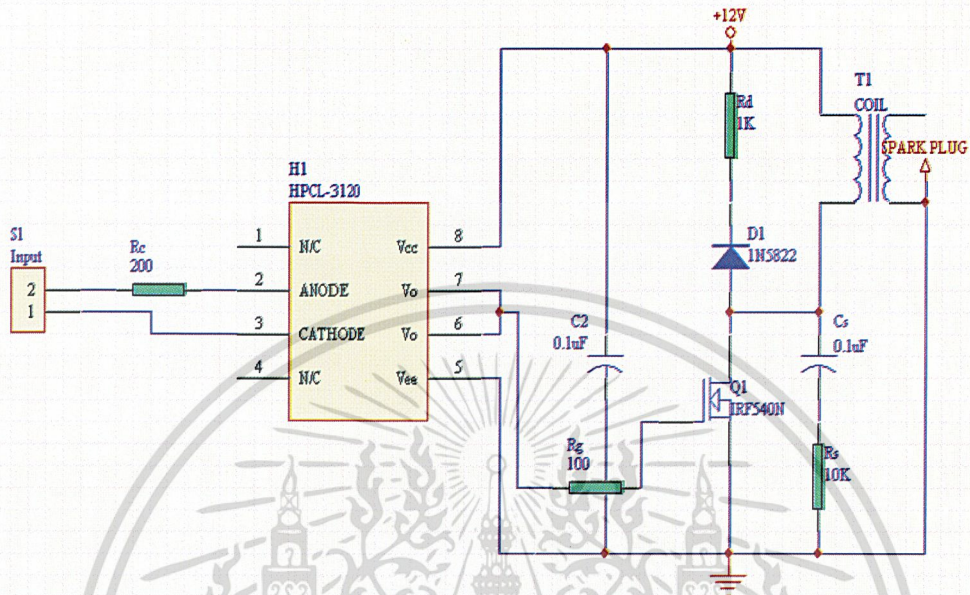 +12V
T1
COIL
Rd
1K
SPARK PLUG
H1
HPCL-3120
S1
Input
Rc
200
2
1
1
N/C
Vcc
8
2
ANODE
Vo
7
3
CATHODE
Vo
6
4
N/C
Vee
5
D1
1N5822
C2
0.1uF
Cs
0.1uF
Q1
IRF540N
Rg
100
Rs
10K